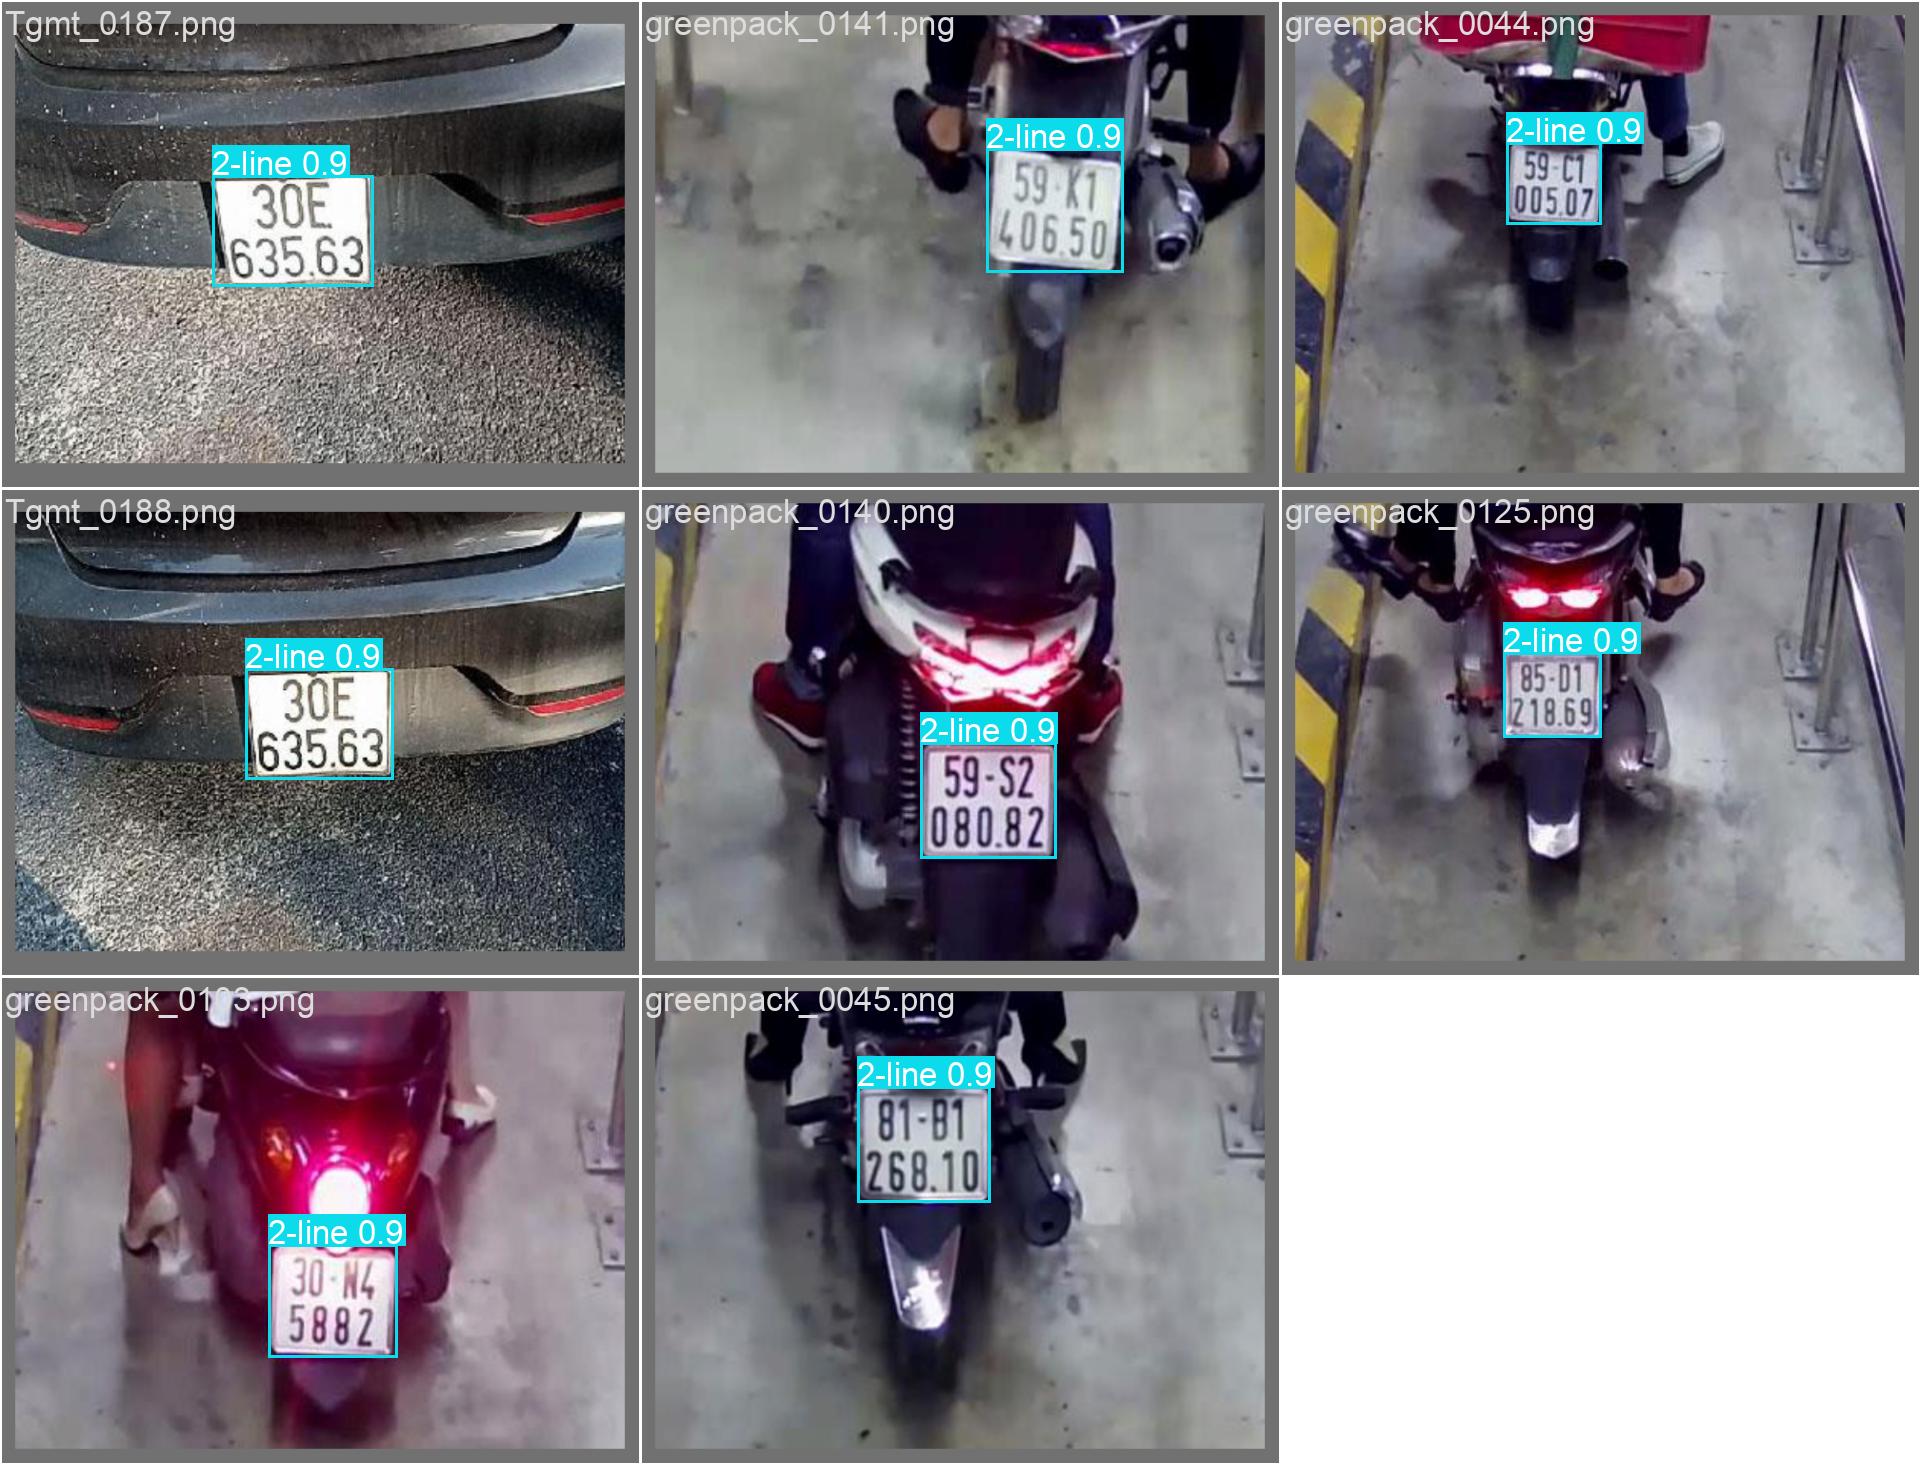 Tgmt_0187.png
2-line 0.9
30E
635.63
greenpack_0141.png
2-line 0.9
59-X1
406.50
greenpack_0044.png
2-line 0.9
59-C1
005.07
Tgmt_0188.png
2-line 0.9
30E
635.63
greenpack_0140.png
2-line 0.9
59-S2
080.82
greenpack_0125.png
2-line 0.9
85-D1
218.69
greenpack_0103.png
2-line 0.9
30-N4
5882
greenpack_0045.png
2-line 0.9
81-B1
268.10